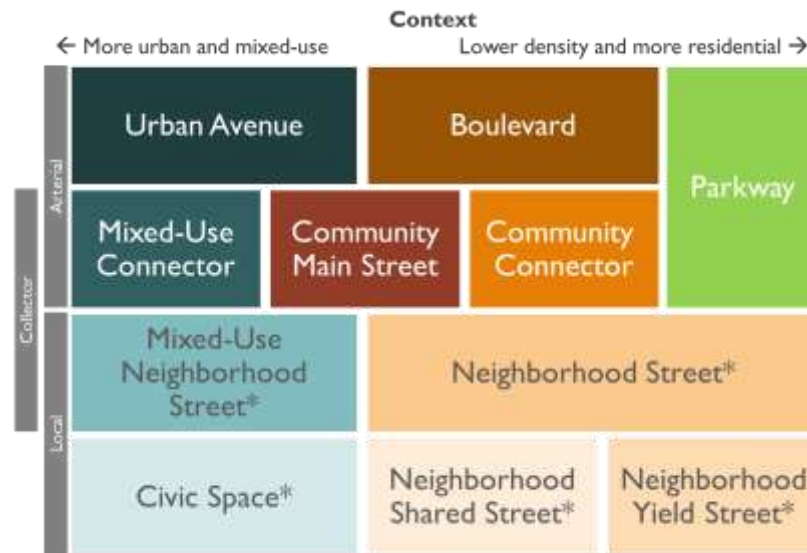 Context
← More urban and mixed-use
Lower density and more residential →
Arterial
Collector
Local
Urban Avenue
Boulevard
Parkway
Mixed-Use
Connector
Community
Main Street
Community
Connector
Mixed-Use
Neighborhood
Street*
Neighborhood Street*
Civic Space*
Neighborhood
Shared Street*
Neighborhood
Yield Street*